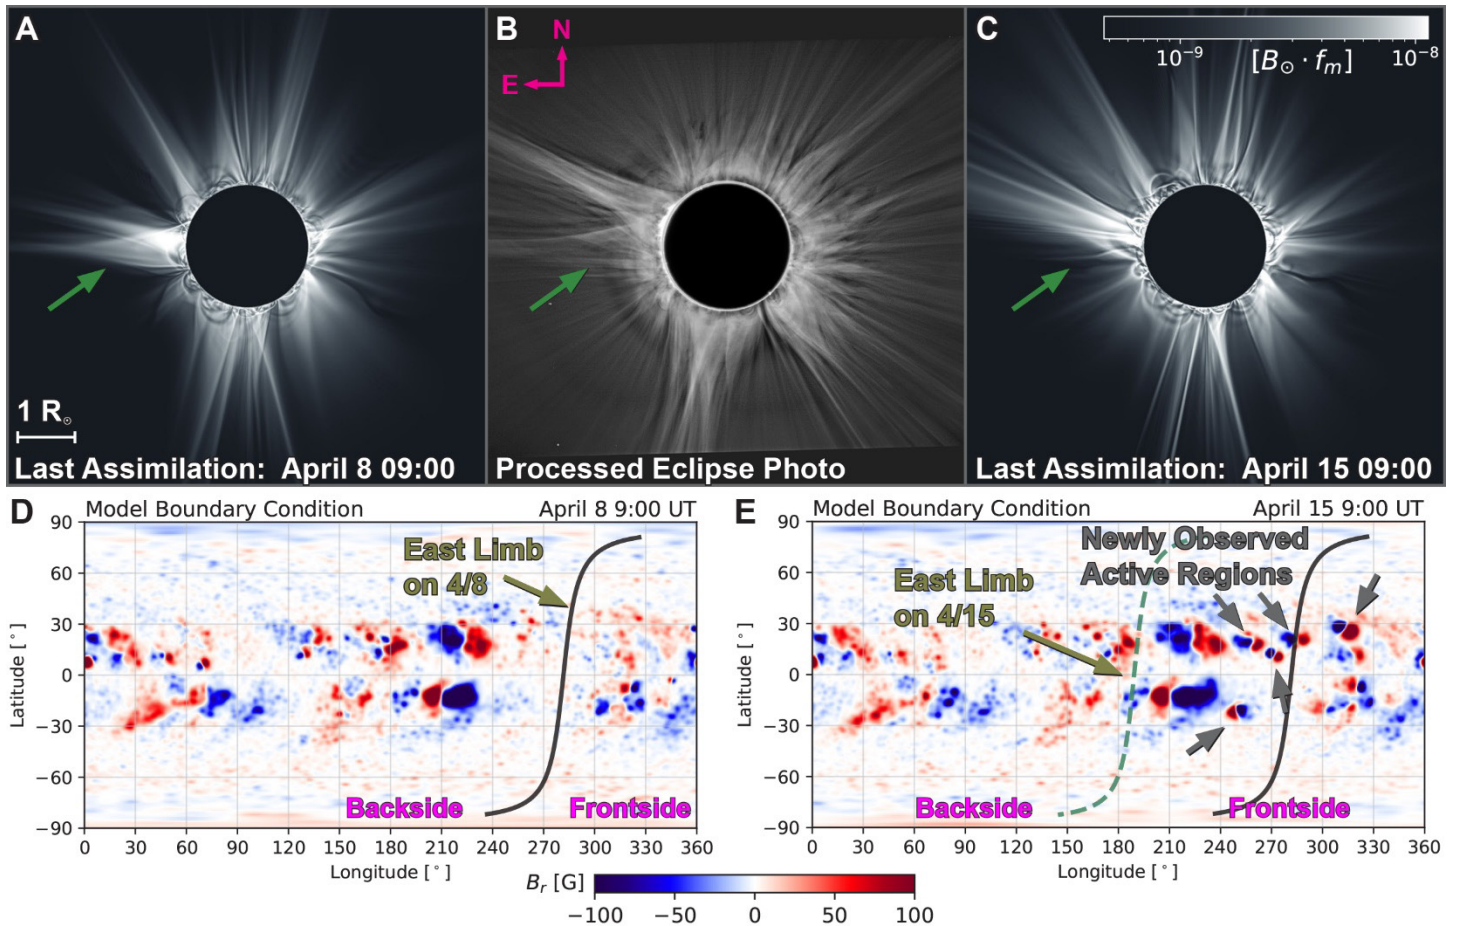 A
B
C
N
E
10⁻⁹
[B⊙ · fm]
10⁻⁸
1 R⊙
Last Assimilation: April 8 09:00
Processed Eclipse Photo
Last Assimilation: April 15 09:00
D
Model Boundary Condition
April 8 9:00 UT
East Limb
on 4/8
Backside
Frontside
90
60
30
0
−30
−60
−90
Latitude [°]
0 30 60 90 120 150 180 210 240 270 300 330 360
Longitude [°]
E
Model Boundary Condition
April 15 9:00 UT
Newly Observed
Active Regions
East Limb
on 4/15
Backside
Frontside
90
60
30
0
−30
−60
−90
Latitude [°]
0 30 60 90 120 150 180 210 240 270 300 330 360
Longitude [°]
Br [G]
−100 −50 0 50 100